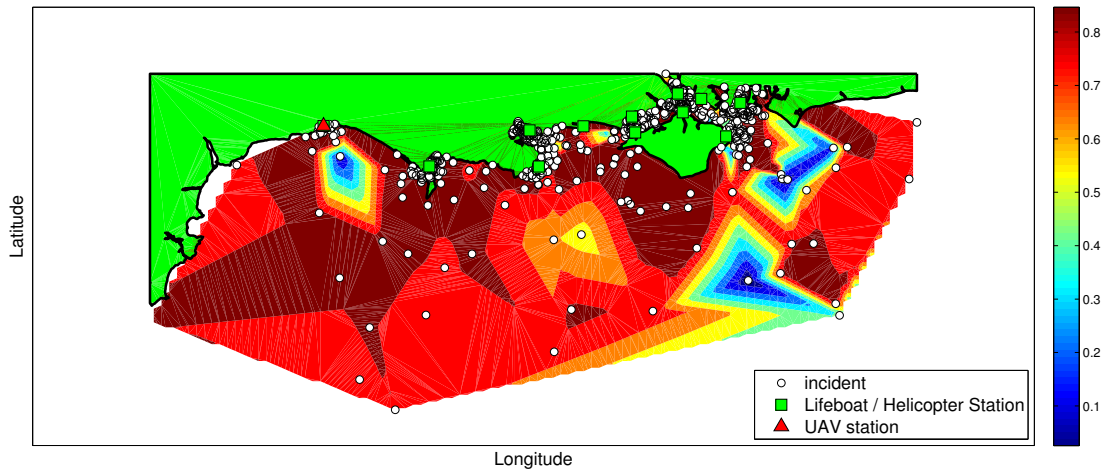 Latitude
Longitude
incident
Lifeboat / Helicopter Station
UAV station
0.8
0.7
0.6
0.5
0.4
0.3
0.2
0.1